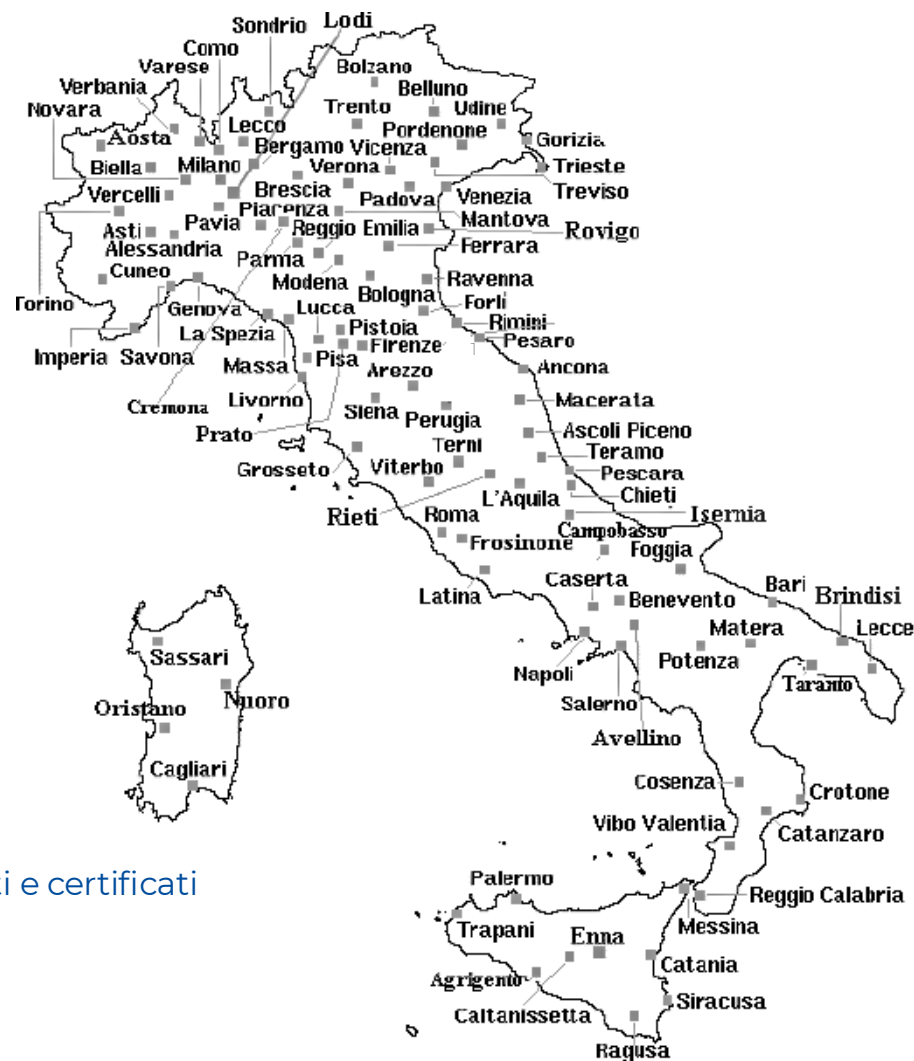 Lodi
Sondrio
Como
Varese
Bolzano
Verbania
Belluno
Novara
Trento
Udine
Aosta
Lecco
Pordenone
Gorizia
Bergamo
Vicenza
Biella
Milano
Verona
Trieste
Vercelli
Brescia
Padova
Venezia
Treviso
Pavia
Piacenza
Mantova
Asti
Reggio Emilia
Rovigo
Alessandria
Parma
Ferrara
Cuneo
Modena
Ravenna
Torino
Genova
Bologna
Forlì
Lucca
Rimini
La Spezia
Pistoia
Pesaro
Imperia
Savona
Massa
Pisa
Firenze
Arezzo
Ancona
Cremona
Livorno
Siena
Perugia
Macerata
Prato
Ascoli Piceno
Terni
Teramo
Grosseto
Viterbo
Pescara
L'Aquila
Chieti
Rieti
Roma
Isernia
Campobasso
Frosinone
Foggia
Latina
Caserta
Bari
Brindisi
Benevento
Matera
Lecce
Sassari
Napoli
Potenza
Taranto
Nuoro
Salerno
Oristano
Avellino
Cagliari
Cosenza
Crotone
Vibo Valentia
Catanzaro
i e certificati
Palermo
Reggio Calabria
Trapani
Messina
Enna
Catania
Agrigento
Siracusa
Caltanissetta
Ragusa